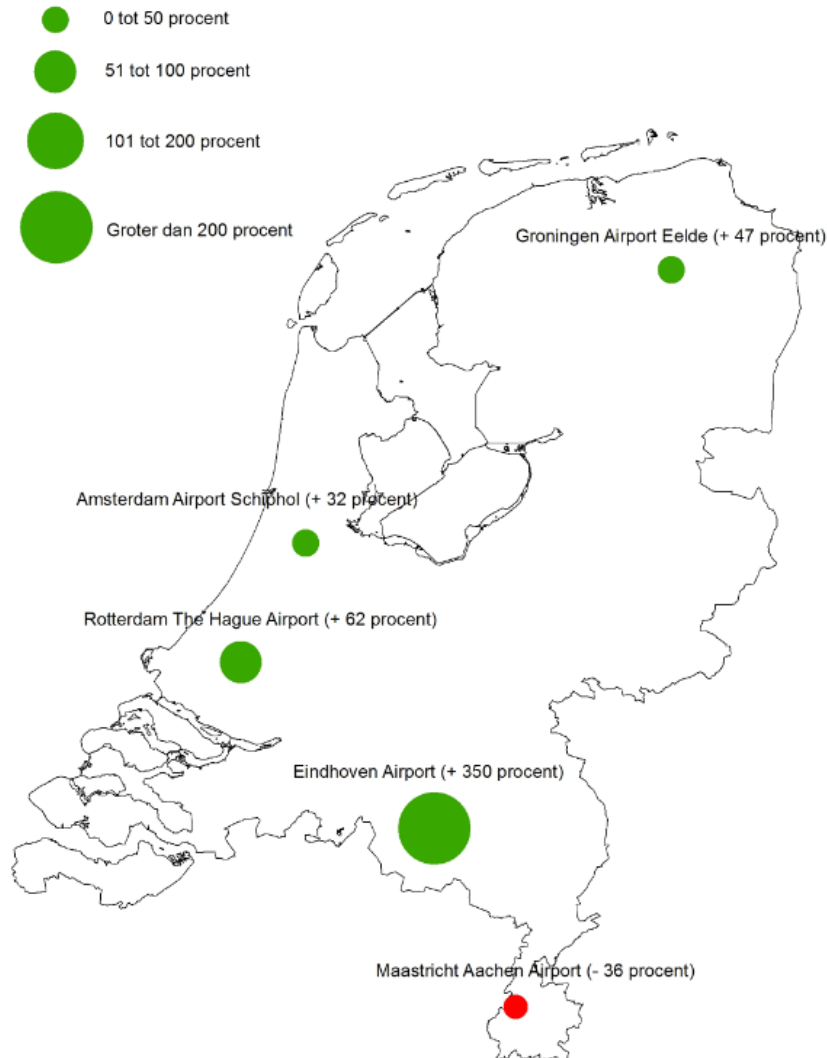 0 tot 50 procent
51 tot 100 procent
101 tot 200 procent
Groter dan 200 procent
Groningen Airport Eelde (+ 47 procent)
Amsterdam Airport Schiphol (+ 32 procent)
Rotterdam The Hague Airport (+ 62 procent)
Eindhoven Airport (+ 350 procent)
Maastricht Aachen Airport (- 36 procent)